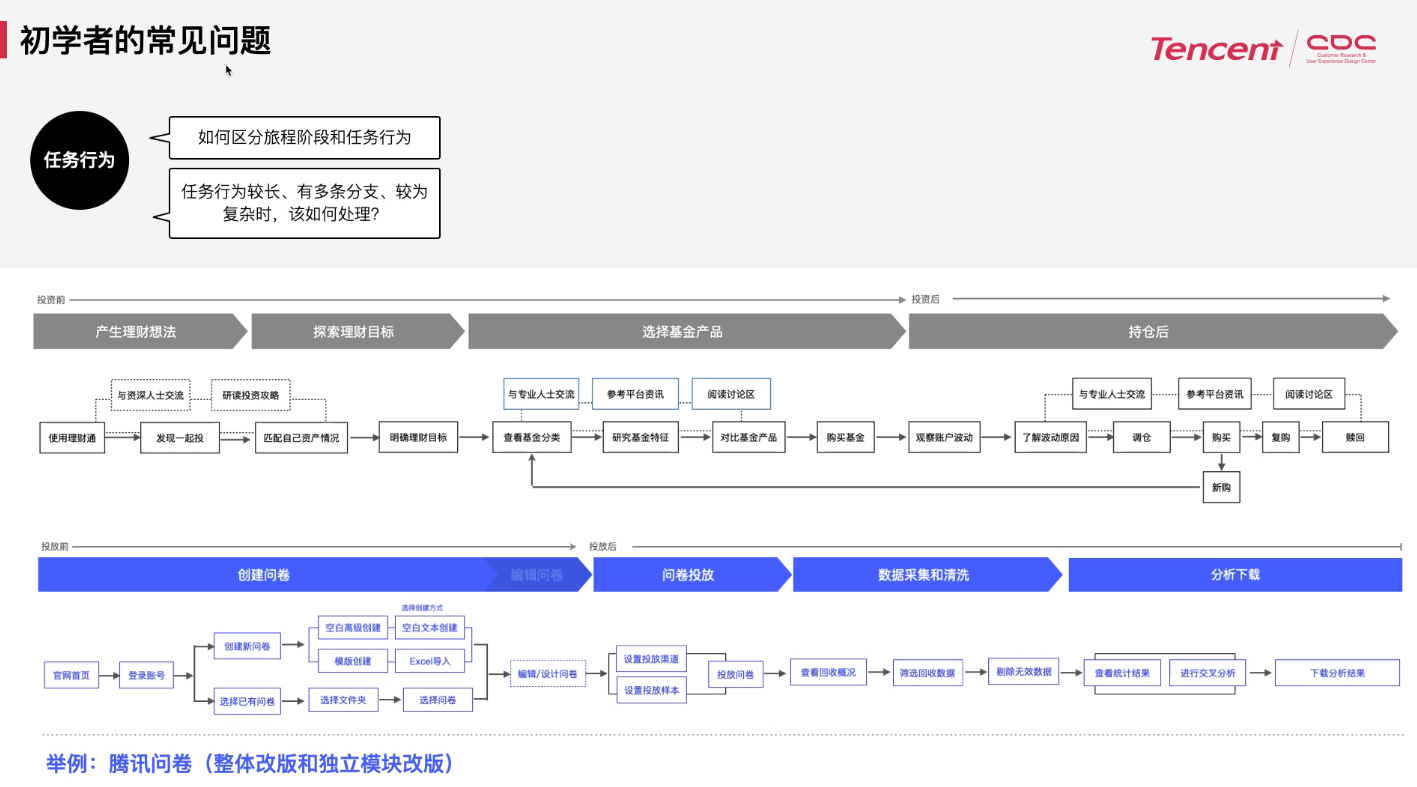 初学者的常见问题
Tencent
CDC
Customer Research &
User Experience Design Center
任务行为
如何区分旅程阶段和任务行为
任务行为较长、有多条分支、较为
复杂时，该如何处理？
投资前
投资后
产生理财想法
探索理财目标
选择基金产品
持仓后
与资深人士交流
研读投资攻略
与专业人士交流
参考平台资讯
阅读讨论区
与专业人士交流
参考平台资讯
阅读讨论区
使用理财通
发现一起投
匹配自己资产情况
明确理财目标
查看基金分类
研究基金特征
对比基金产品
购买基金
观察账户波动
了解波动原因
调仓
购买
复购
赎回
新购
投放前
投放后
创建问卷
编辑问卷
问卷投放
数据采集和清洗
分析下载
选择创建方式
空白高级创建
空白文本创建
创建新问卷
模版创建
Excel导入
官网首页
登录账号
选择已有问卷
选择文件夹
选择问卷
编辑/设计问卷
设置投放渠道
设置投放样本
投放问卷
查看回收概况
筛选回收数据
剔除无效数据
查看统计结果
进行交叉分析
下载分析结果
举例：腾讯问卷（整体改版和独立模块改版）